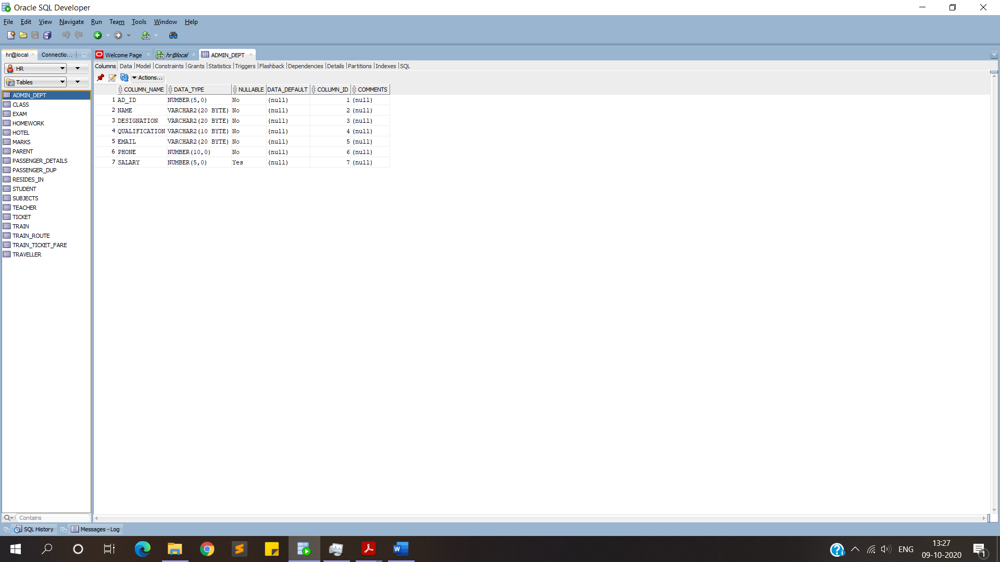 Oracle SQL Developer
File Edit View Navigate Run Team Tools Window Help
hr@local Connectio... Welcome Page hr@local ADMIN_DEPT
HR
Tables
ADMIN_DEPT
CLASS
EXAM
HOMEWORK
HOTEL
MARKS
PARENT
PASSENGER_DETAILS
PASSENGER_DUP
RESIDES_IN
STUDENT
SUBJECTS
TEACHER
TICKET
TRAIN
TRAIN_ROUTE
TRAIN_TICKET_FARE
TRAVELLER
Contains
Columns Data Model Constraints Grants Statistics Triggers Flashback Dependencies Details Partitions Indexes SQL
Actions...
COLUMN_NAME DATA_TYPE NULLABLE DATA_DEFAULT COLUMN_ID COMMENTS
1 AD_ID NUMBER(5,0) No (null) 1 (null)
2 NAME VARCHAR2(20 BYTE) No (null) 2 (null)
3 DESIGNATION VARCHAR2(20 BYTE) No (null) 3 (null)
4 QUALIFICATION VARCHAR2(10 BYTE) No (null) 4 (null)
5 EMAIL VARCHAR2(20 BYTE) No (null) 5 (null)
6 PHONE NUMBER(10,0) No (null) 6 (null)
7 SALARY NUMBER(5,0) Yes (null) 7 (null)
SQL History Messages - Log
ENG
13:27
09-10-2020
1